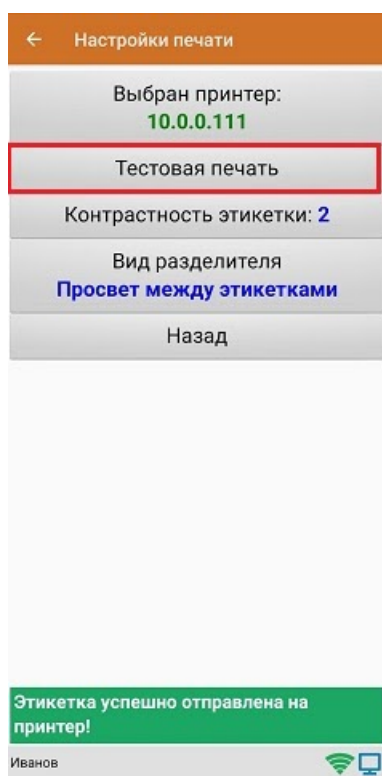 Настройки печати
Выбран принтер:
10.0.0.111
Тестовая печать
Контрастность этикетки: 2
Вид разделителя
Просвет между этикетками
Назад
Этикетка успешно отправлена на
принтер!
Иванов